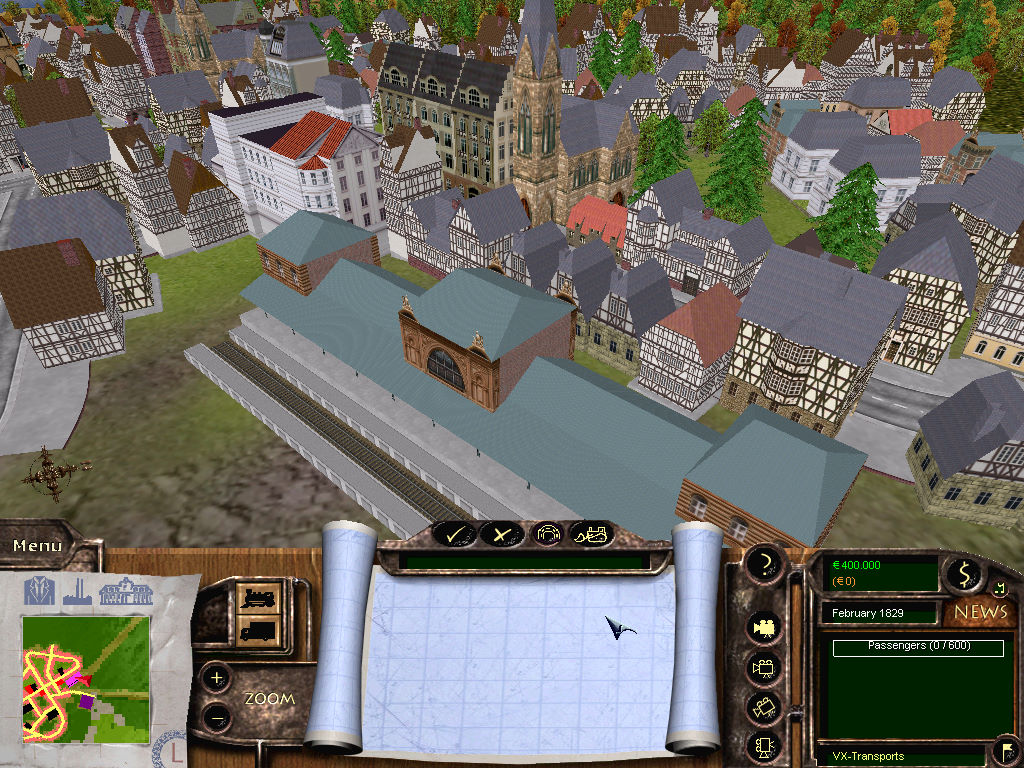 Menu
ZOOM
€ 400.000
(€ 0)
February 1829
NEWS
Passengers (0 / 600)
VX-Transports
L